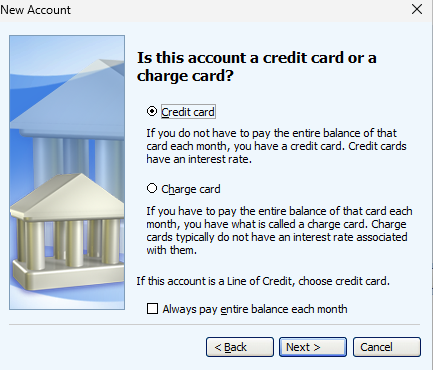 New Account
Is this account a credit card or a
charge card?
Credit card
If you do not have to pay the entire balance of that
card each month, you have a credit card. Credit cards
have an interest rate.
Charge card
If you have to pay the entire balance of that card each
month, you have what is called a charge card. Charge
cards typically do not have an interest rate associated
with them.
If this account is a Line of Credit, choose credit card.
Always pay entire balance each month
< Back
Next >
Cancel